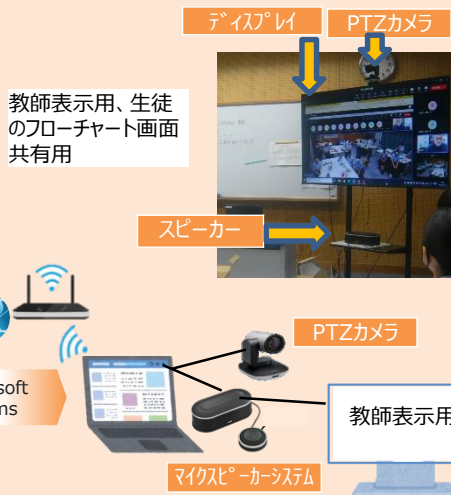 ディスプレイ
PTZカメラ
教師表示用、生徒
のフローチャート画面
共有用
スピーカー
PTZカメラ
soft
ms
教師表示用
マイクスピーカーシステム